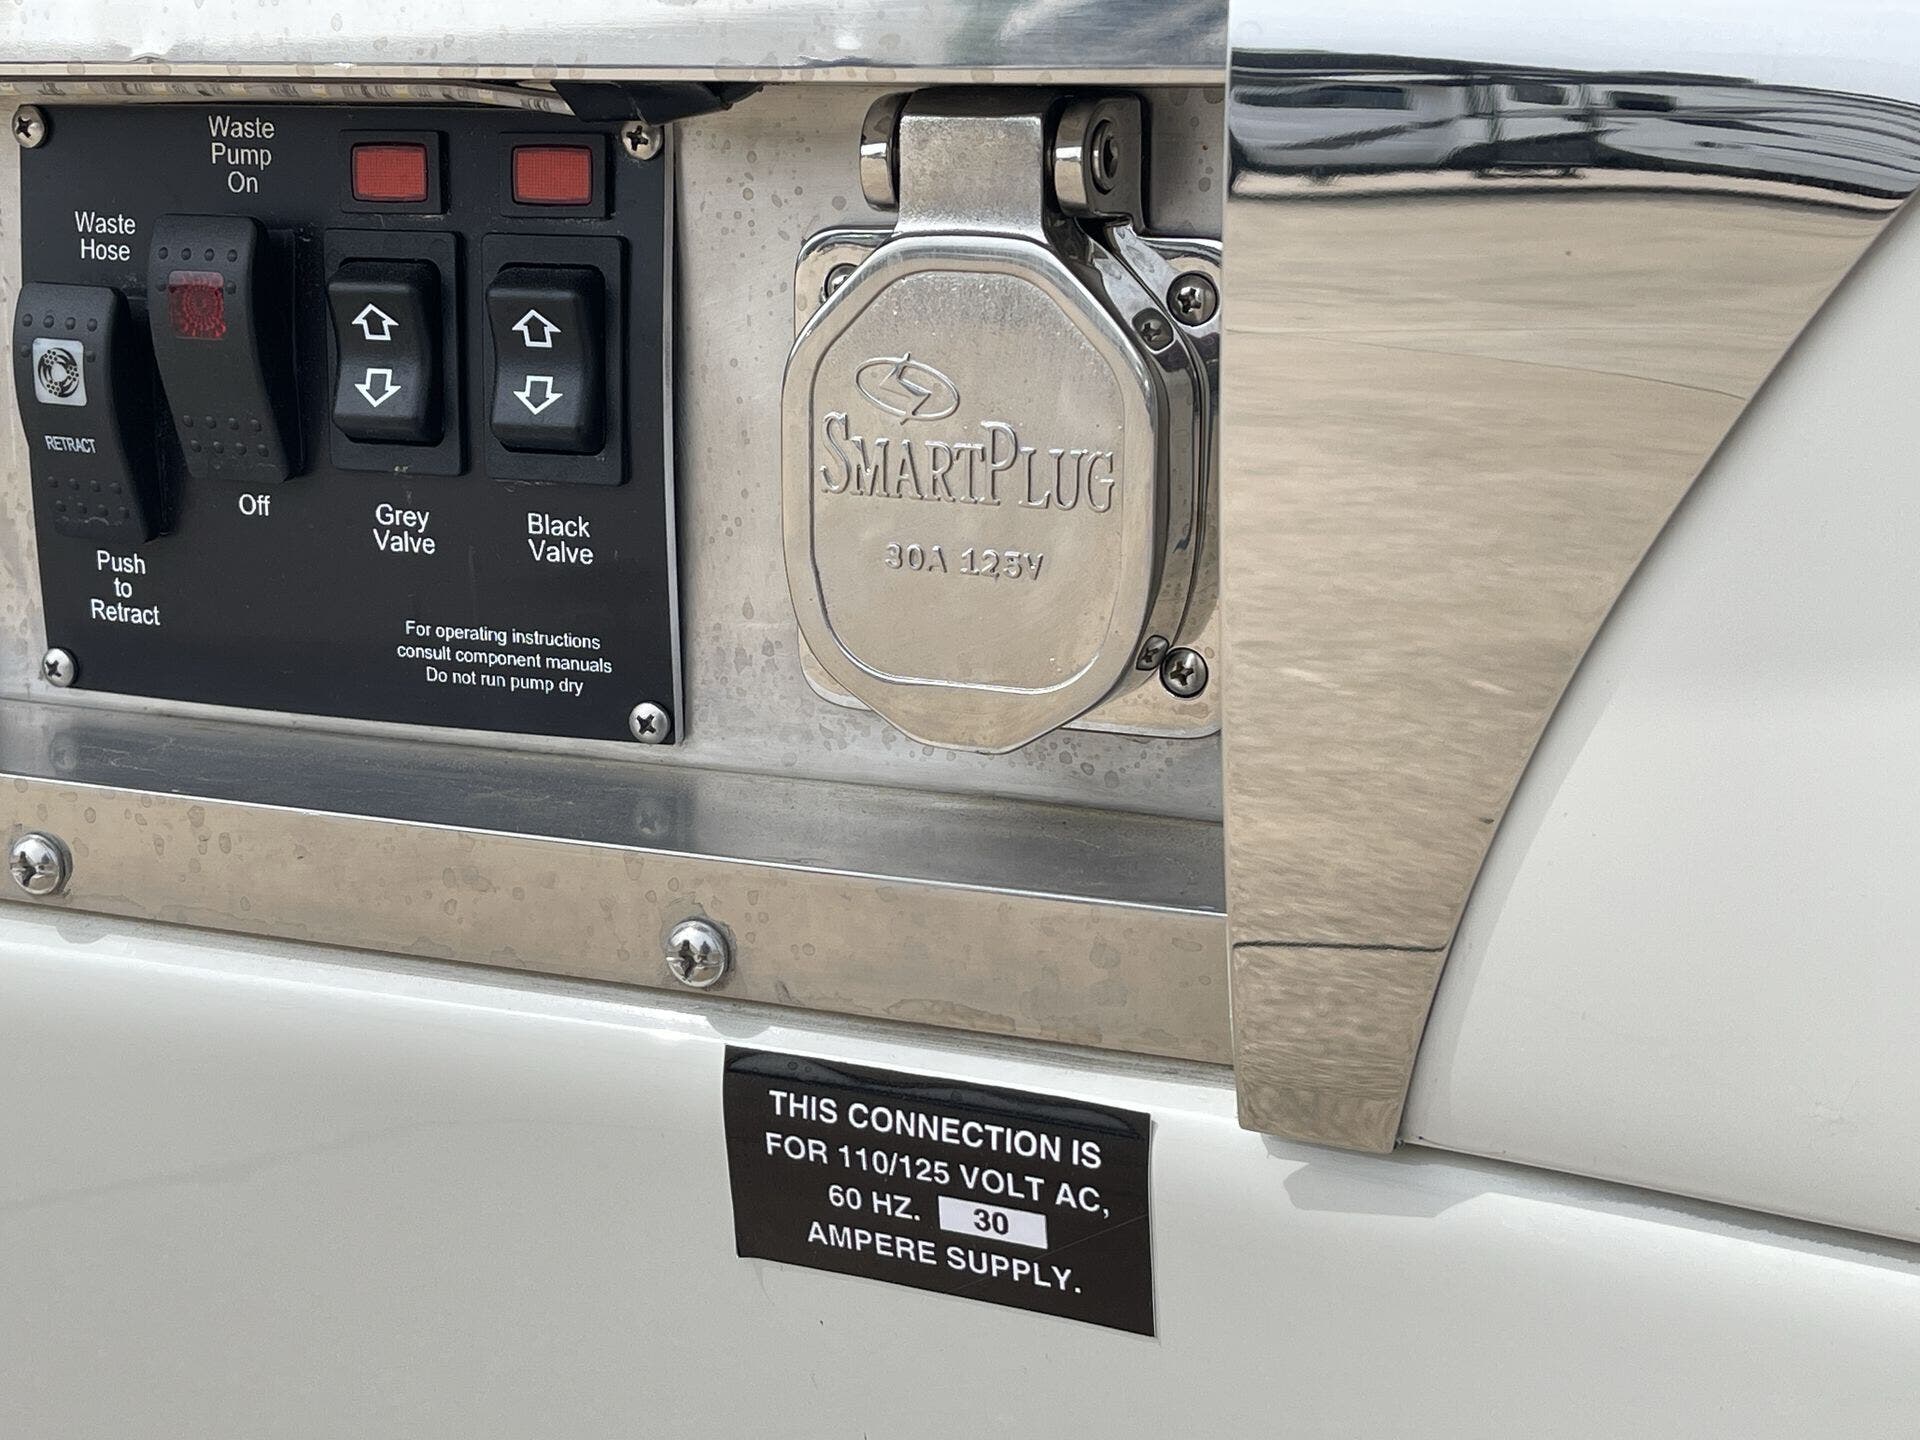 Waste
Pump
On
Waste
Hose
RETRACT
Push
to
Retract
Off
Grey
Valve
Black
Valve
For operating instructions
consult component manuals
Do not run pump dry
SMARTPLUG
30A 125V
THIS CONNECTION IS
FOR 110/125 VOLT AC,
60 HZ. 30
AMPERE SUPPLY.